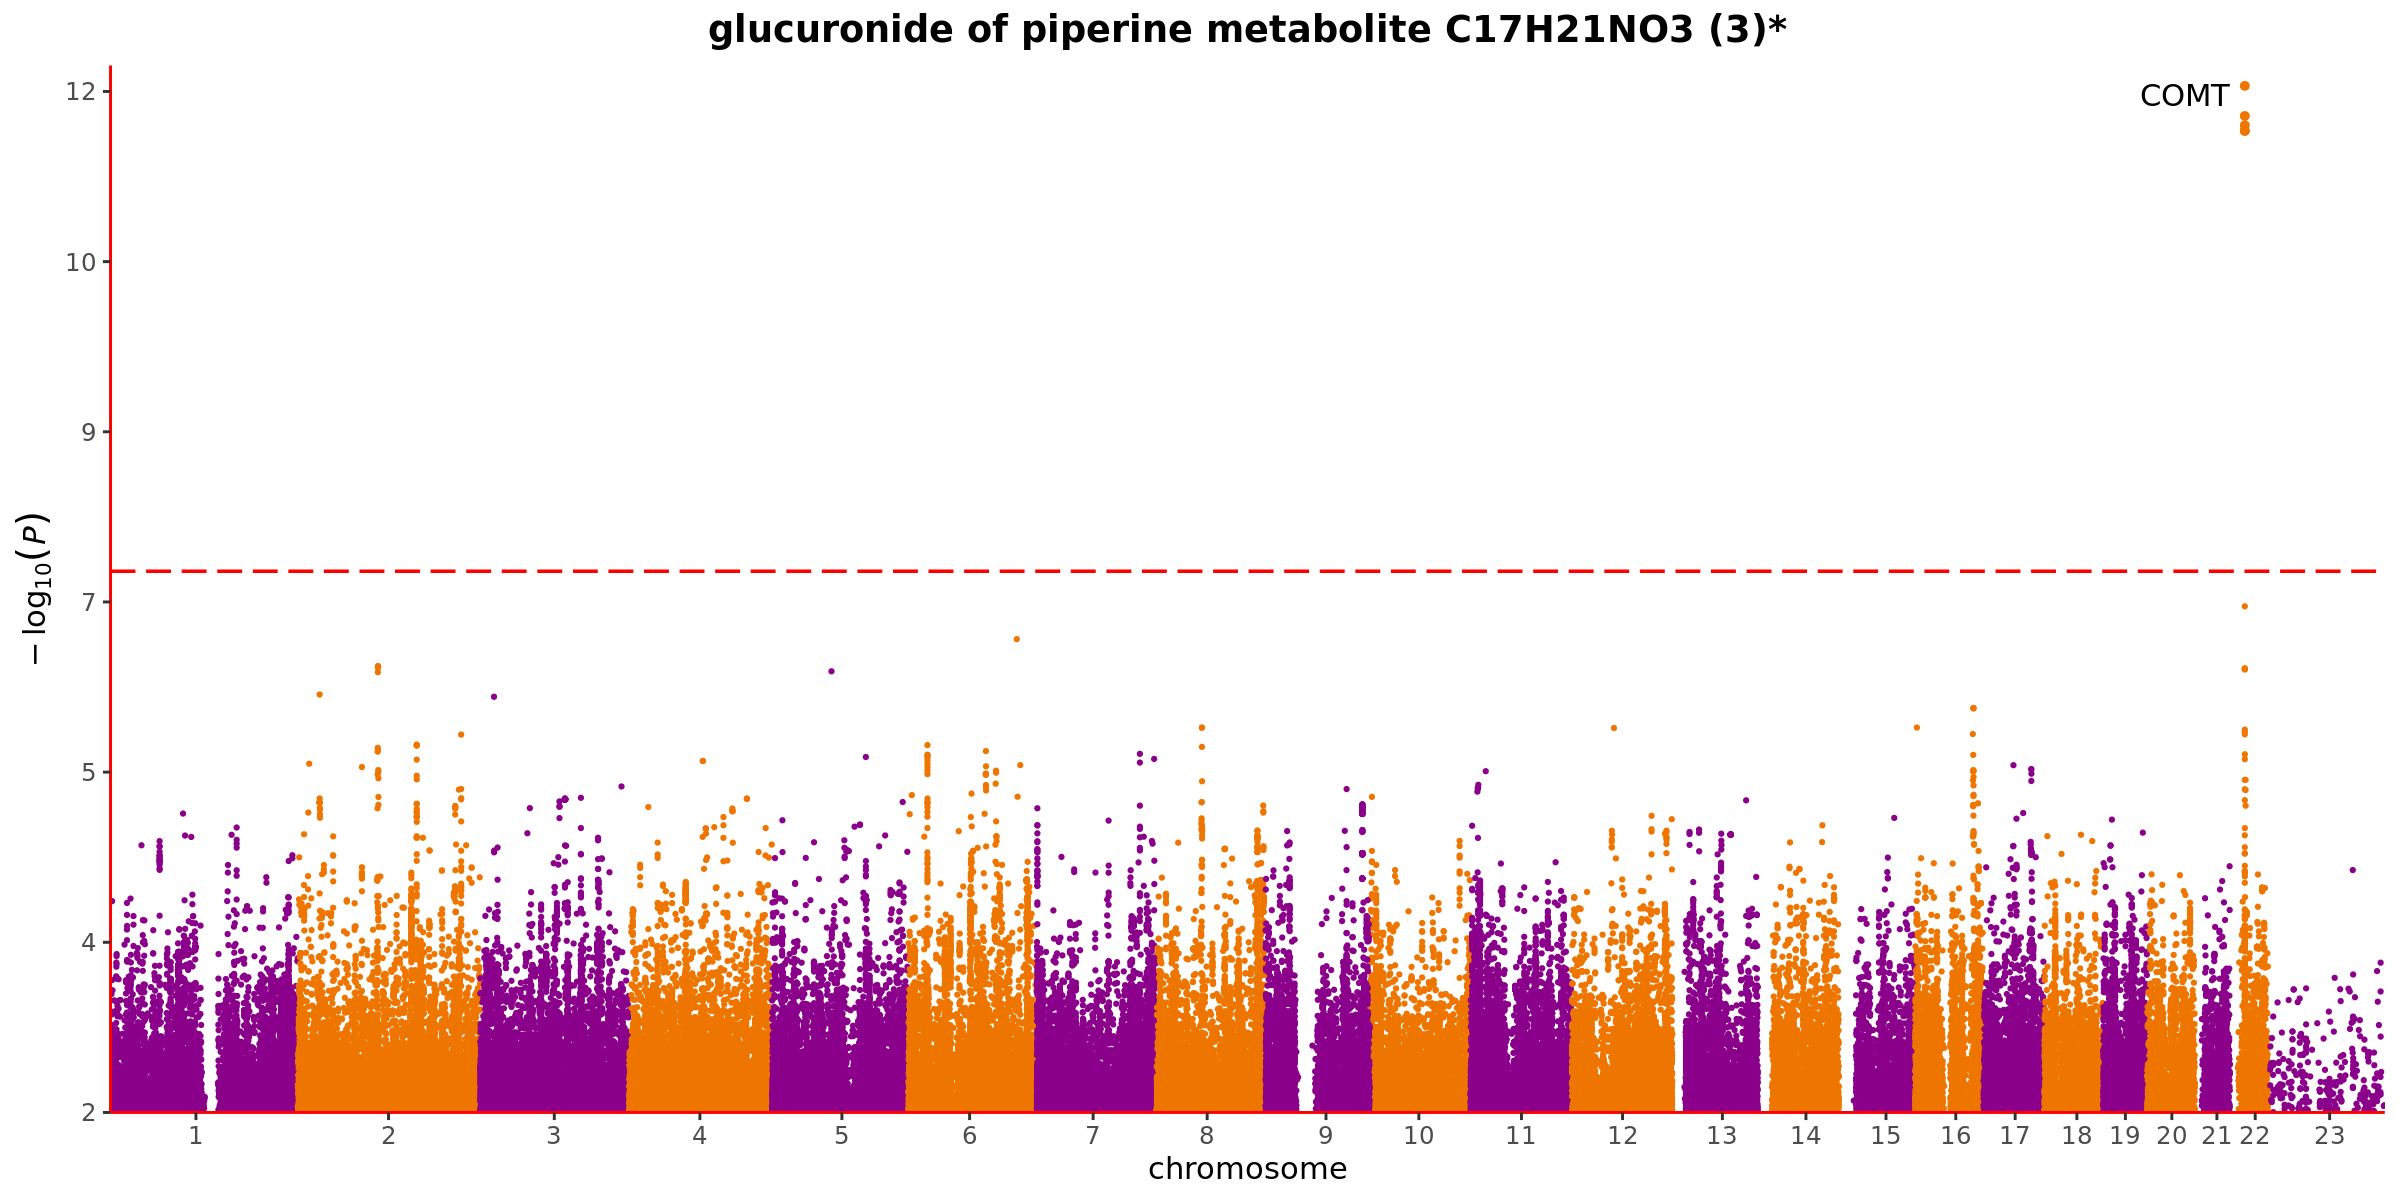 glucuronide of piperine metabolite C17H21NO3 (3)*
COMT
12
10
9
7
5
4
2
−log10(P)
1 2 3 4 5 6 7 8 9 10 11 12 13 14 15 16 17 18 19 20 21 22 23
chromosome